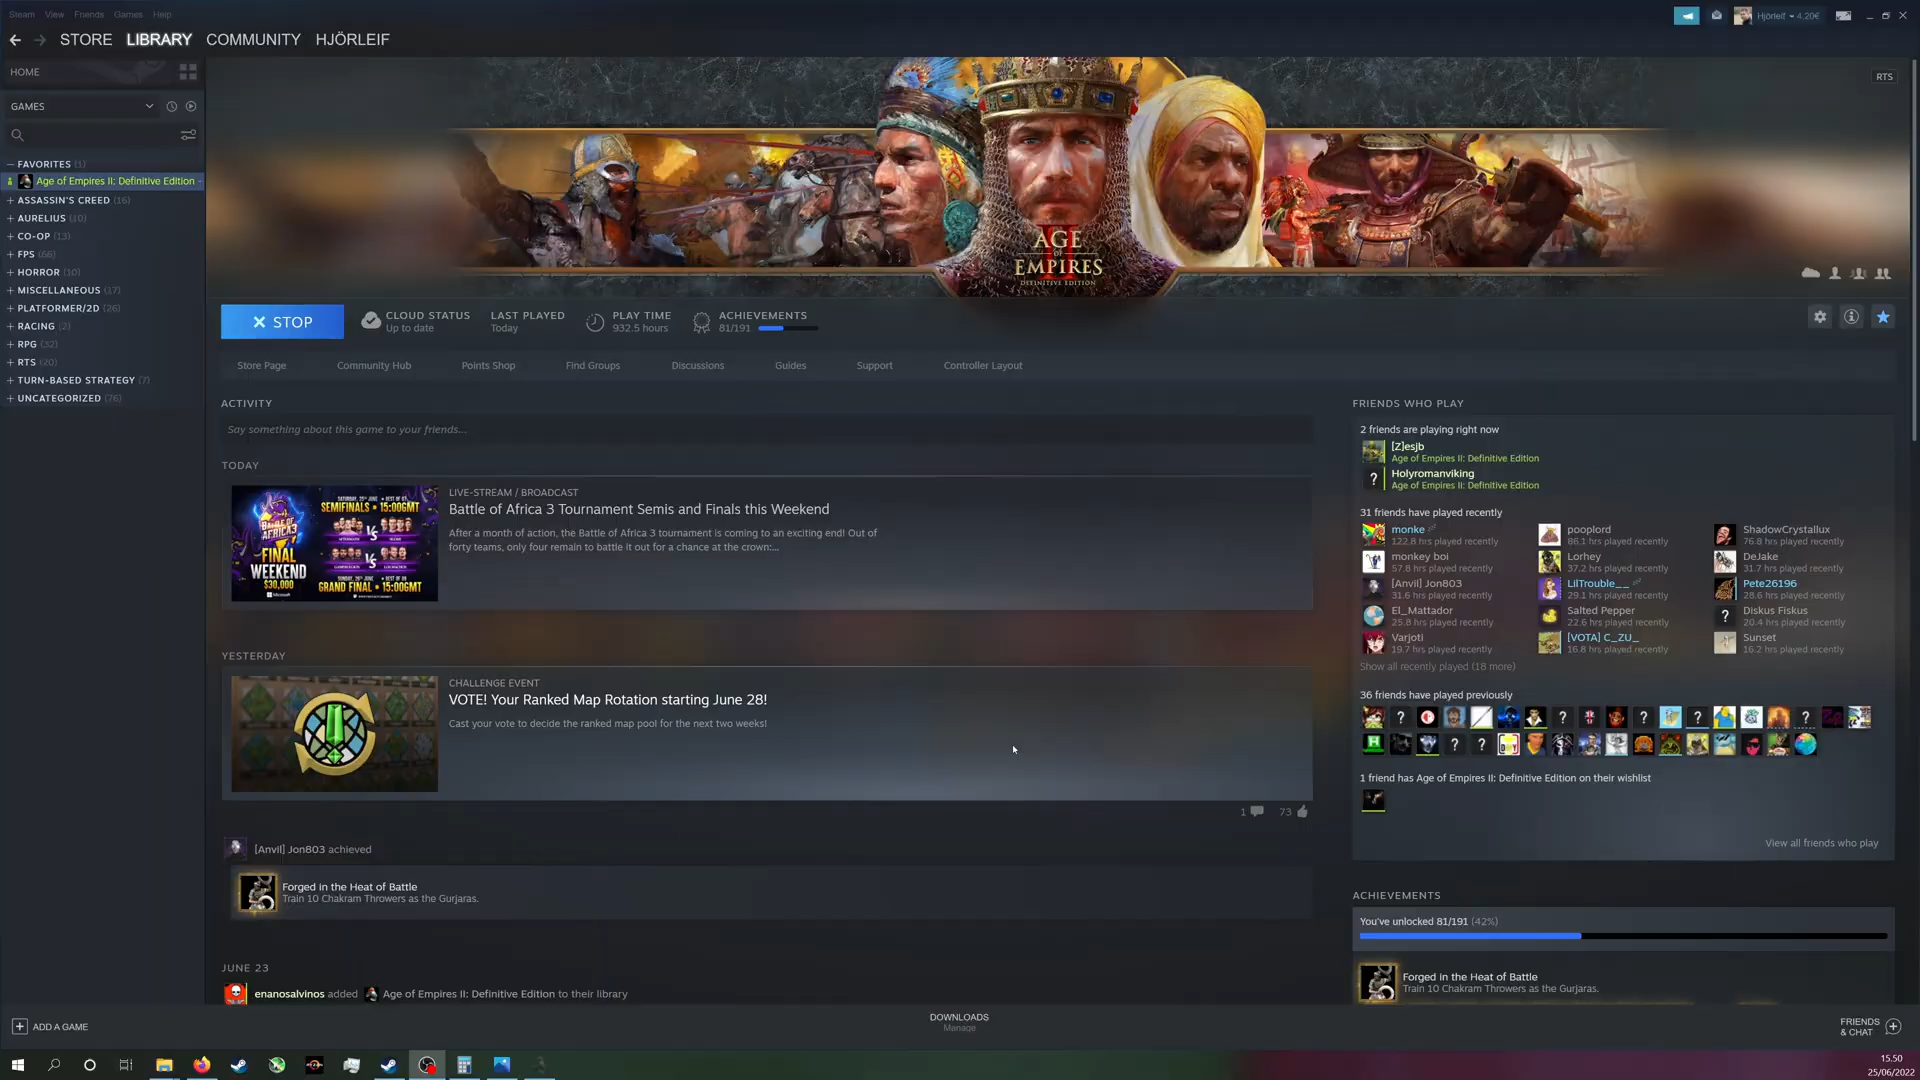 Steam View Friends Games Help
Hjörleif 4,20€
STORE LIBRARY COMMUNITY HJÖRLEIF
HOME
GAMES
FAVORITES (1)
Age of Empires II: Definitive Edition -
ASSASSIN'S CREED (16)
AURELIUS (10)
CO-OP (13)
FPS (66)
HORROR (10)
MISCELLANEOUS (17)
PLATFORMER/2D (26)
RACING (2)
RPG (32)
RTS (20)
TURN-BASED STRATEGY (7)
UNCATEGORIZED (76)
RTS
AGE
OF
EMPIRES
II
DEFINITIVE EDITION
STOP
CLOUD STATUS
Up to date
LAST PLAYED
Today
PLAY TIME
932.5 hours
ACHIEVEMENTS
81/191
Store Page Community Hub Points Shop Find Groups Discussions Guides Support Controller Layout
ACTIVITY
Say something about this game to your friends...
TODAY
BATTLE OF
AFRICA 3
FINAL
WEEKEND
$30,000
Microsoft
SEMIFINALS • 15:00GMT
VS
VS
GRAND FINAL • 15:00GMT
LIVE-STREAM / BROADCAST
Battle of Africa 3 Tournament Semis and Finals this Weekend
After a month of action, the Battle of Africa 3 tournament is coming to an exciting end! Out of
forty teams, only four remain to battle it out for a chance at the crown:...
YESTERDAY
CHALLENGE EVENT
VOTE! Your Ranked Map Rotation starting June 28!
Cast your vote to decide the ranked map pool for the next two weeks!
1 73
[Anvil] Jon803 achieved
Forged in the Heat of Battle
Train 10 Chakram Throwers as the Gurjaras.
JUNE 23
enanosalvinos added Age of Empires II: Definitive Edition to their library
FRIENDS WHO PLAY
2 friends are playing right now
[Z]esjb
Age of Empires II: Definitive Edition
Holyromanviking
Age of Empires II: Definitive Edition
31 friends have played recently
monke
122.8 hrs played recently
pooplord
86.1 hrs played recently
ShadowCrystallux
76.8 hrs played recently
monkey boi
57.8 hrs played recently
Lorhey
37.2 hrs played recently
DeJake
31.7 hrs played recently
[Anvil] Jon803
31.6 hrs played recently
LilTrouble__
29.1 hrs played recently
Pete26196
28.6 hrs played recently
El_Mattador
25.8 hrs played recently
Salted Pepper
22.6 hrs played recently
Diskus Fiskus
20.4 hrs played recently
Varjoti
19.7 hrs played recently
[VOTA] C_ZU_
16.8 hrs played recently
Sunset
16.2 hrs played recently
Show all recently played (18 more)
36 friends have played previously
1 friend has Age of Empires II: Definitive Edition on their wishlist
View all friends who play
ACHIEVEMENTS
You've unlocked 81/191 (42%)
Forged in the Heat of Battle
Train 10 Chakram Throwers as the Gurjaras.
ADD A GAME
DOWNLOADS
Manage
FRIENDS
& CHAT
15.50
25/06/2022